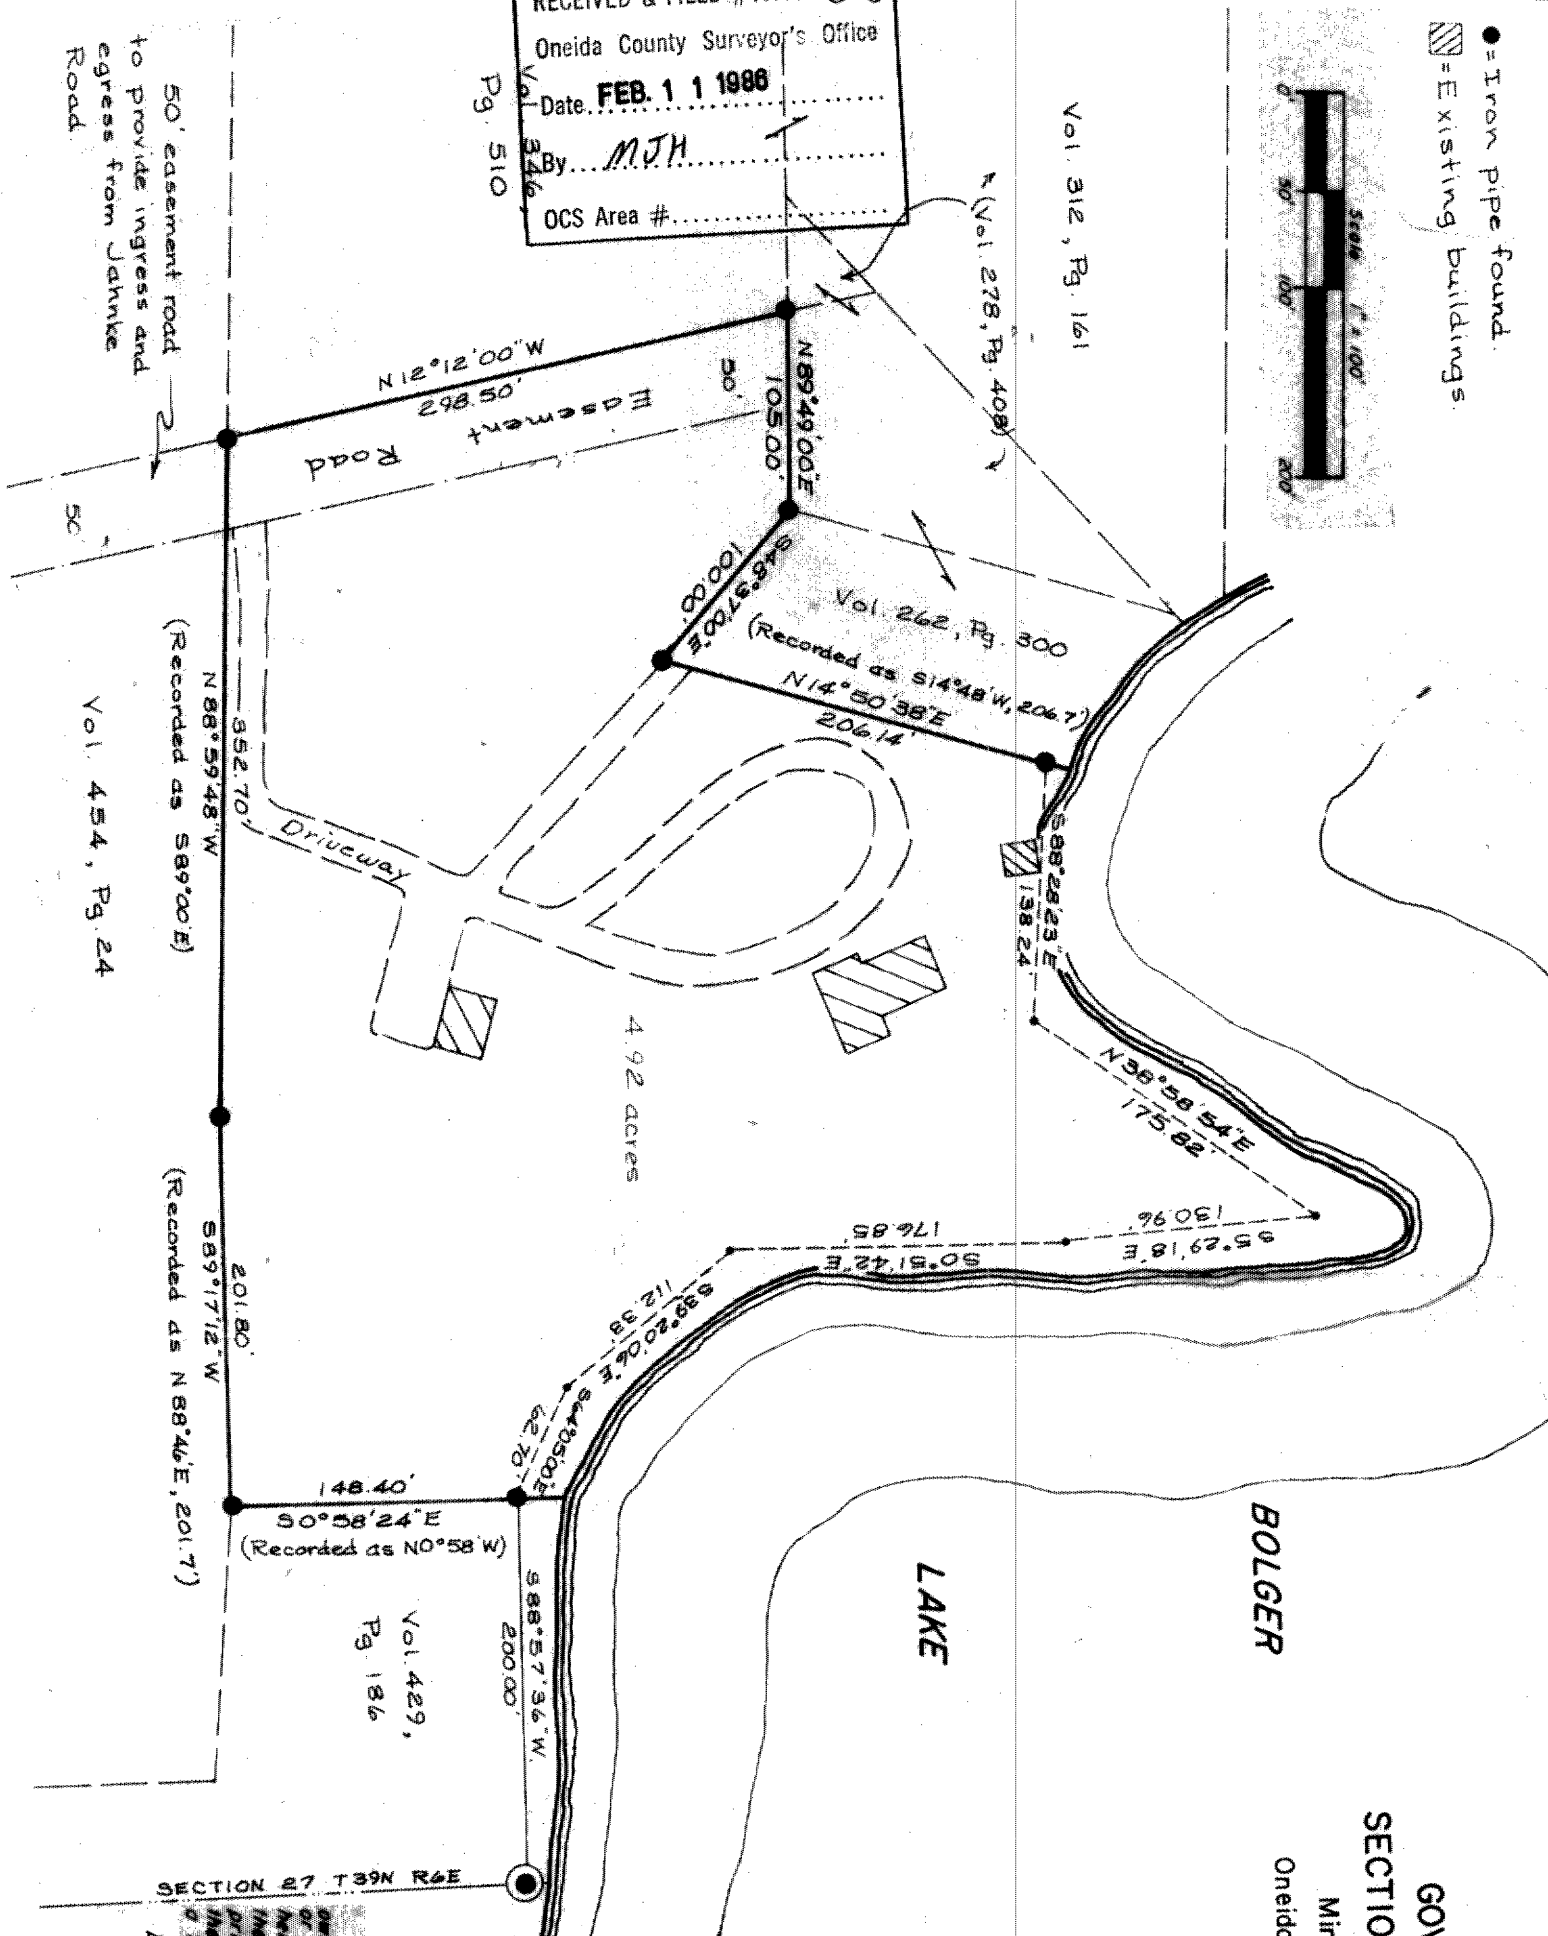 ● = Iron pipe found.
▨ = Existing buildings.
0' 50' 100' 200'
Scale 1" = 100'
Oneida County Surveyor's Office
Date FEB. 11 1986
By MJH
OCS Area #
Vol. 346,
Pg. 510
Vol. 312, Pg. 161
(Vol. 278, Pg. 408)
50' easement road
to provide ingress and
egress from Jahnke
Road
N12°12'00"W
298.50'
Easement Road
50'
50'
N89°49'00"E
105.00'
S48°37'00"E
100.00'
Vol. 262, Pg. 300
(Recorded as S14°48'W, 206.7')
N14°50'38"E
206.14'
S88°28'23"E
138.24'
N38°58'54"E
175.82'
S5°29'18"E
130.96'
S0°51'42"E
176.85'
S39°20'06"E
112.33'
S64°05'00"E
62.70'
Driveway
4.92 acres
352.70'
N88°59'48"W
(Recorded as S89°00'E)
Vol. 454, Pg. 24
201.80'
S89°17'12"W
(Recorded as N88°46'E, 201.7')
148.40'
S0°58'24"E
(Recorded as N0°58'W)
S88°57'36"W
200.00'
Vol. 429,
Pg. 186
BOLGER
LAKE
SECTION 27 T39N R6E
GOV
SECTIO
Mir
Oneida